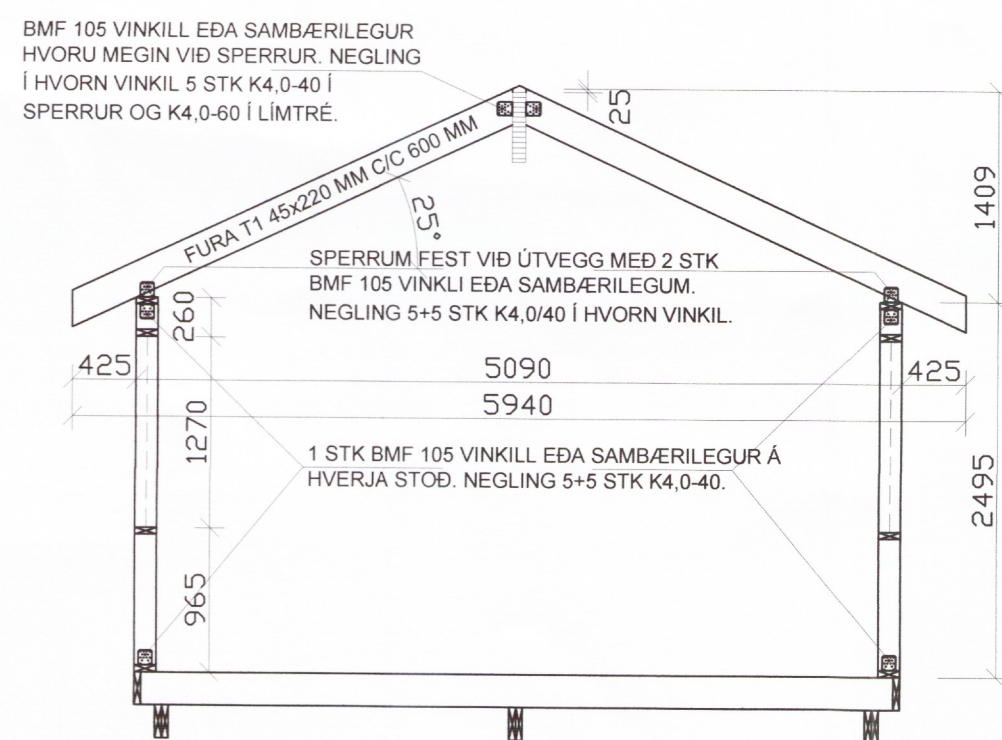 BMF 105 VINKILL EÐA SAMBÆRILEGUR
HVORU MEGIN VIÐ SPERRUR. NEGLING
Í HVORN VINKIL 5 STK K4,0-40 Í
SPERRUR OG K4,0-60 Í LÍMTRÉ.
25
FURA T1 45x220 MM C/C 600 MM
25°
1409
SPERRUM FEST VIÐ ÚTVEGG MEÐ 2 STK
BMF 105 VINKLI EÐA SAMBÆRILEGUM.
NEGLING 5+5 STK K4,0/40 Í HVORN VINKIL.
260
425
5090
425
5940
1270
1 STK BMF 105 VINKILL EÐA SAMBÆRILEGUR Á
HVERJA STOÐ. NEGLING 5+5 STK K4,0-40.
2495
965